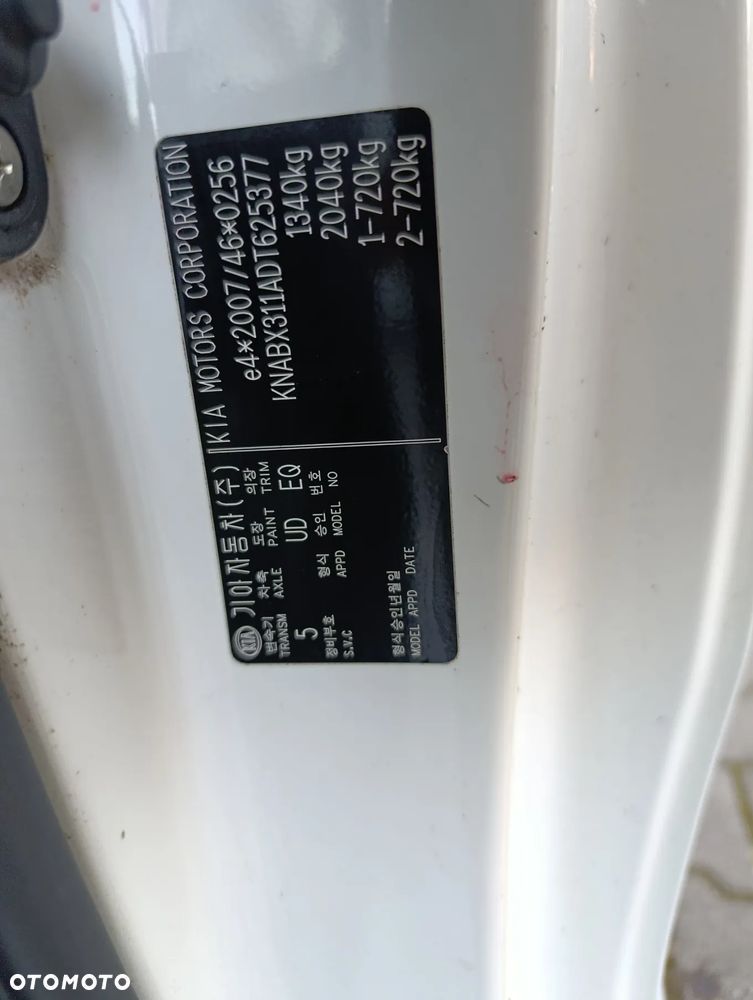 KIA 기아자동차(주) KIA MOTORS CORPORATION
변속기 차축 도장 의장 e4*2007/46*0256
TRANSM AXLE PAINT TRIM KNABX311ADT625377
5 UD EQ 1340kg
정비부호 형식 승인 번호 2040kg
S.V.C APPD MODEL NO
1-720kg
형식승인년월일 2-720kg
MODEL APPD DATE
OTOMOTO